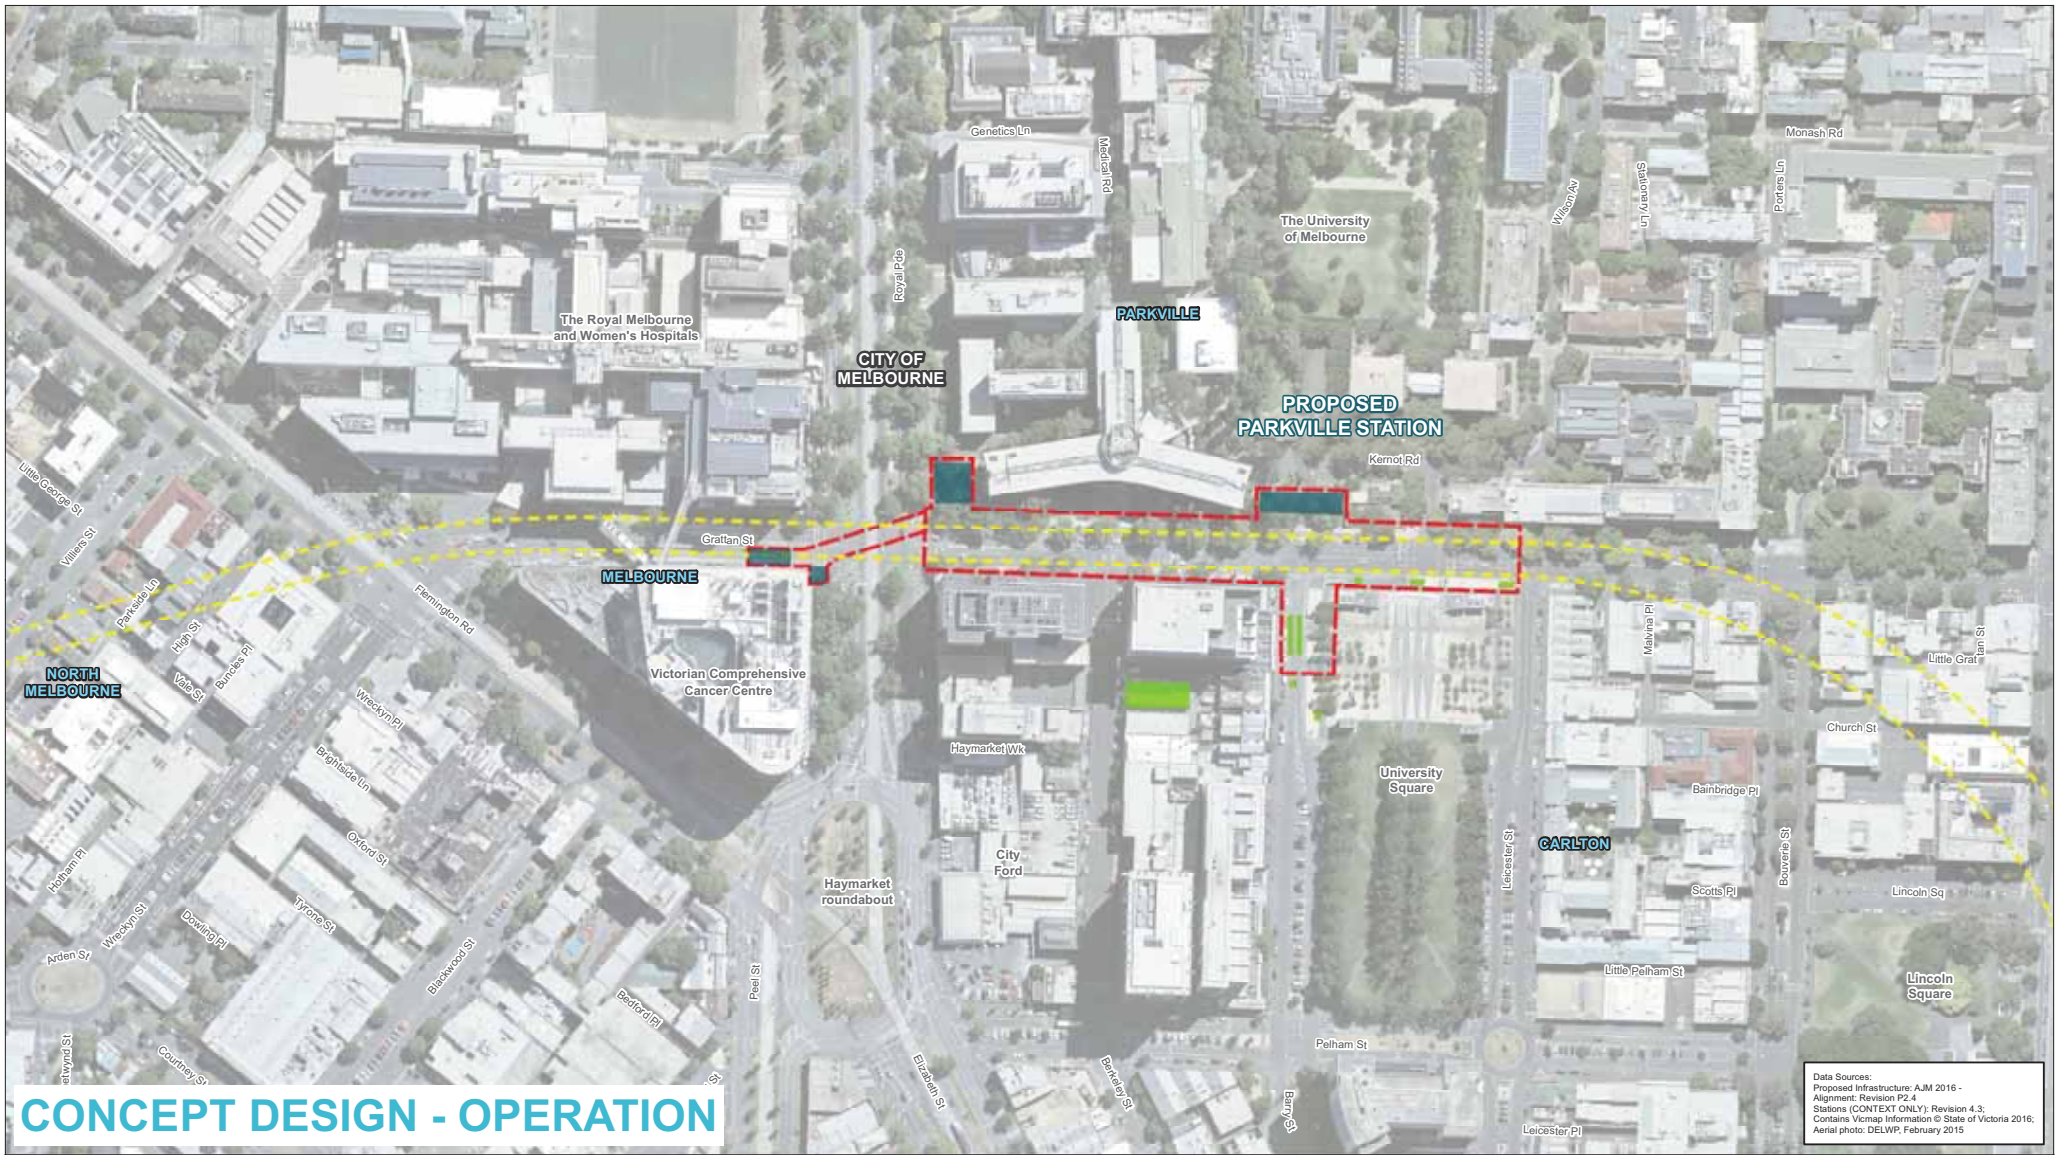 Genetics Ln
Medical Rd
Monash Rd
Stationary Ln
Porters Ln
Wilson Av
The University
of Melbourne
Royal Pde
PARKVILLE
The Royal Melbourne
and Women's Hospitals
CITY OF
MELBOURNE
PROPOSED
PARKVILLE STATION
Kernot Rd
Little George St
Villiers St
Grattan St
MELBOURNE
Parkside Ln
Flemington Rd
High St
Buncles Pl
Vale St
NORTH
MELBOURNE
Malvina Pl
Little Grattan St
Victorian Comprehensive
Cancer Centre
Wreckyn Pl
Church St
Haymarket Wk
Brightside Ln
University
Square
Bainbridge Pl
Oxford St
CARLTON
Leicester St
Bouverie St
Hotham Pl
City
Ford
Haymarket
roundabout
Scotts Pl
Lincoln Sq
Tyrone St
Wreckyn St
Dowling Pl
Arden St
Blackwood St
Peel St
Little Pelham St
Lincoln
Square
Bedford Pl
Pelham St
etwynd St
Courtney St
St
Elizabeth St
Berkeley St
Barry St
Leicester Pl
CONCEPT DESIGN - OPERATION
Data Sources:
Proposed Infrastructure: AJM 2016 -
Alignment: Revision P2.4
Stations (CONTEXT ONLY): Revision 4.3;
Contains Vicmap Information © State of Victoria 2016;
Aerial photo: DELWP, February 2015